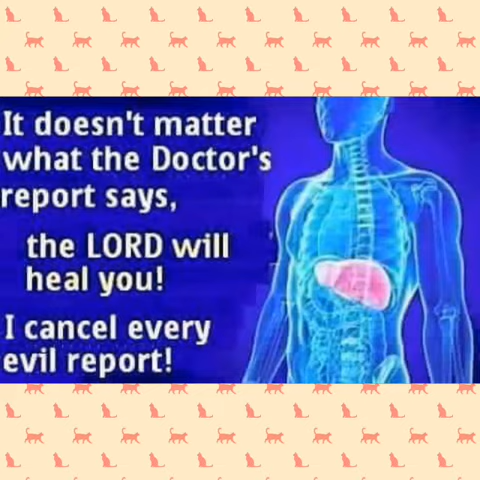 It doesn't matter
what the Doctor's
report says,
the LORD will
heal you!
I cancel every
evil report!